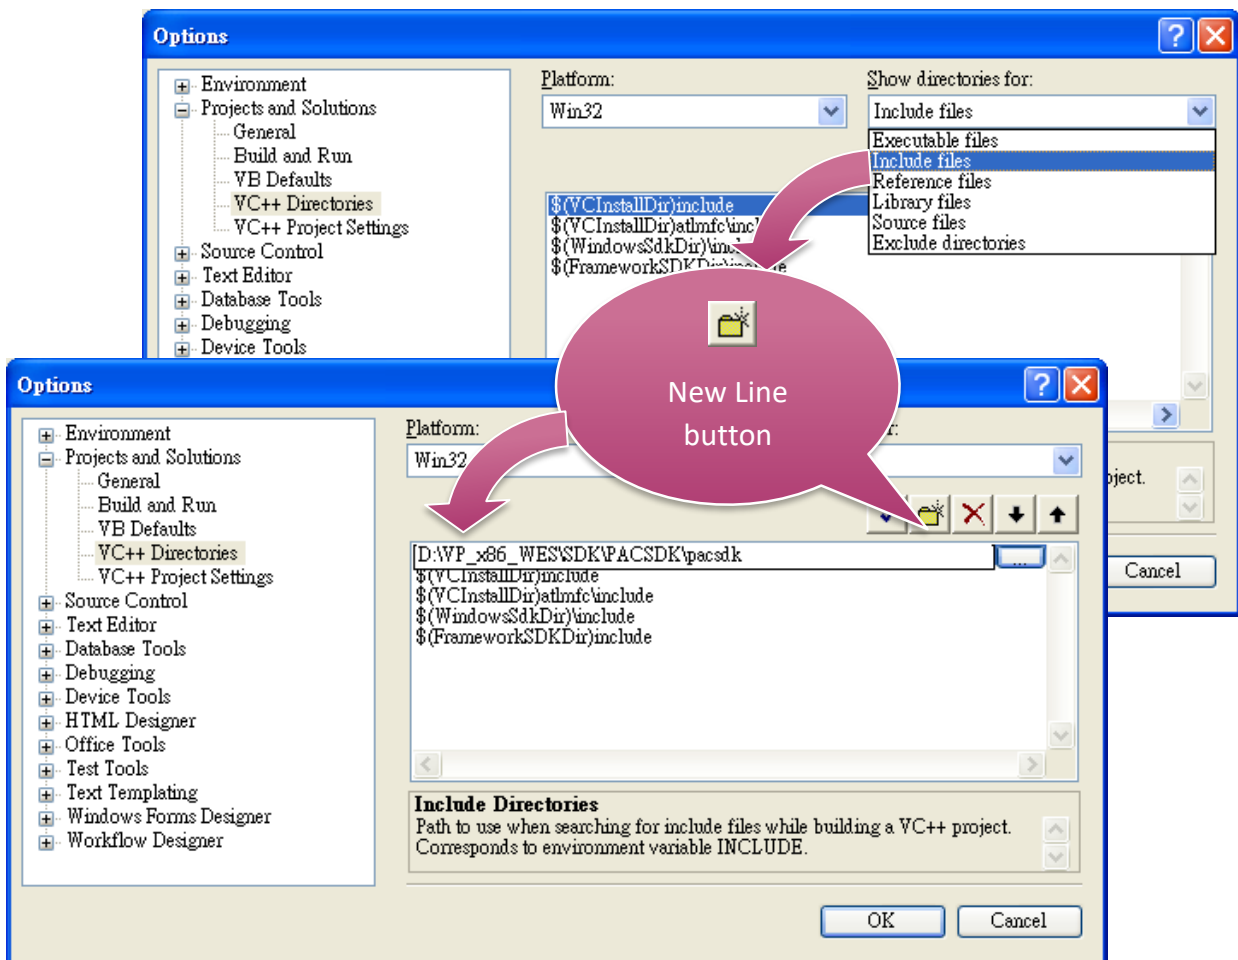 Options
Environment
Projects and Solutions
General
Build and Run
VB Defaults
VC++ Directories
VC++ Project Settings
Source Control
Text Editor
Database Tools
Debugging
Device Tools
Platform:
Win32
Show directories for:
Include files
Executable files
Include files
Reference files
Library files
Source files
Exclude directories
$(VCInstallDir)include
$(VCInstallDir)atlmfc\incl
$(WindowsSdkDir)\incl
$(FrameworkSDKDir)include
New Line
button
oject.
Cancel
Options
Environment
Projects and Solutions
General
Build and Run
VB Defaults
VC++ Directories
VC++ Project Settings
Source Control
Text Editor
Database Tools
Debugging
Device Tools
HTML Designer
Office Tools
Test Tools
Text Templating
Windows Forms Designer
Workflow Designer
Platform:
Win32
r:
D:\VP_x86_WES\SDK\PACSDK\pacsdk
...
$(VCInstallDir)include
$(VCInstallDir)atlmfc\include
$(WindowsSdkDir)\include
$(FrameworkSDKDir)include
Include Directories
Path to use when searching for include files while building a VC++ project.
Corresponds to environment variable INCLUDE.
OK
Cancel